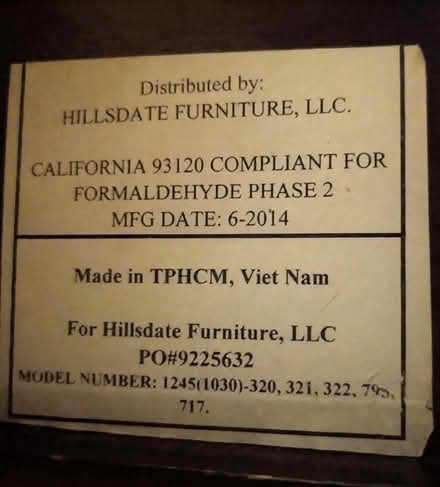 Distributed by:
HILLSDATE FURNITURE, LLC.
CALIFORNIA 93120 COMPLIANT FOR
FORMALDEHYDE PHASE 2
MFG DATE: 6-2014
Made in TPHCM, Viet Nam
For Hillsdate Furniture, LLC
PO#9225632
MODEL NUMBER: 1245(1030)-320, 321, 322, 795,
717.